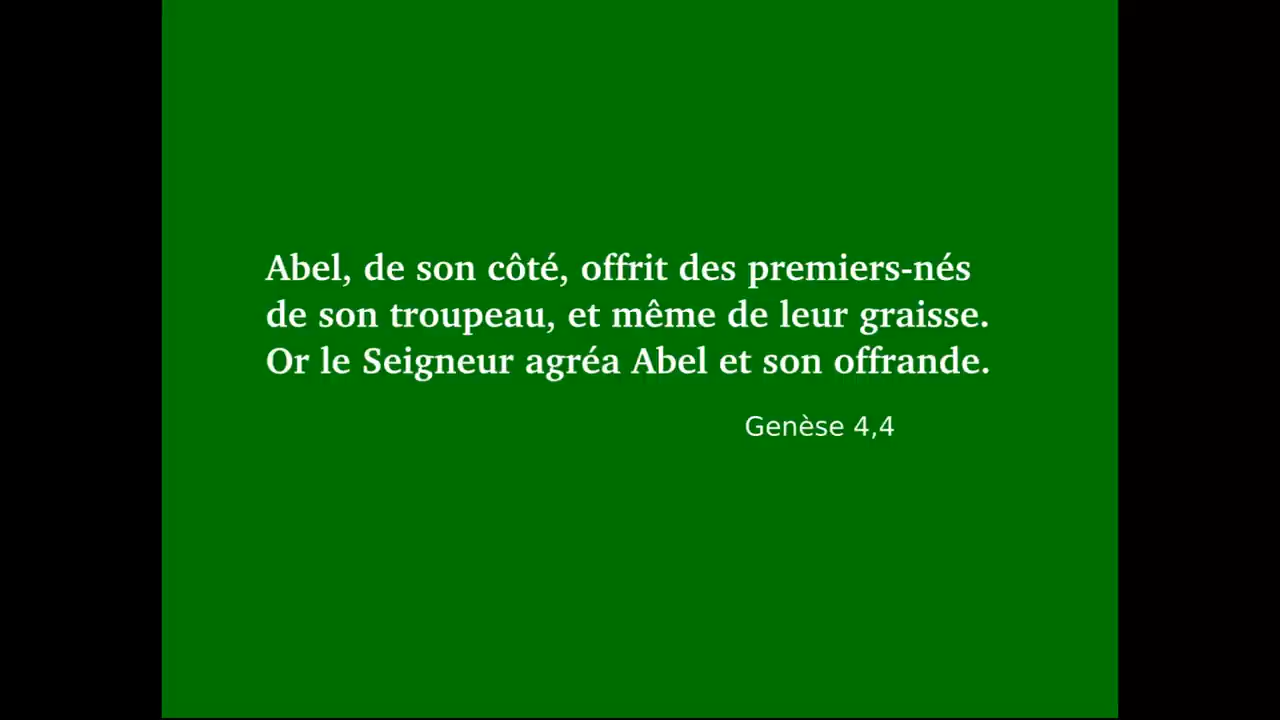 Abel, de son côté, offrit des premiers-nés
de son troupeau, et même de leur graisse.
Or le Seigneur agréa Abel et son offrande.
Genèse 4,4